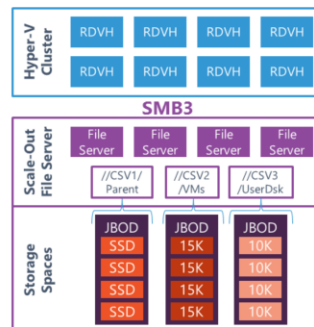 Hyper-V
Cluster
RDVH RDVH RDVH RDVH
RDVH RDVH RDVH RDVH
SMB3
Scale-Out
File Server
File
Server
File
Server
File
Server
File
Server
//CSV1/
Parent
//CSV2
/VMs
//CSV3
/UserDsk
Storage
Spaces
JBOD
SSD
SSD
SSD
SSD
JBOD
15K
15K
15K
15K
JBOD
10K
10K
10K
10K